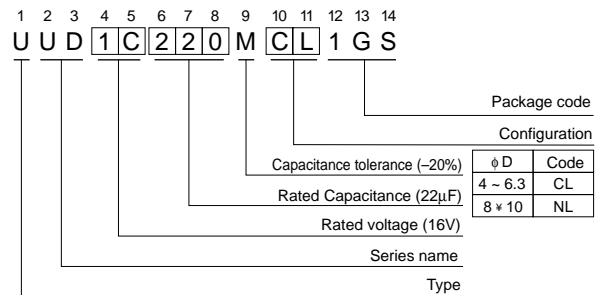 1 2 3 4 5 6 7 8 9 10 11 12 13 14
U U D 1 C 2 2 0 M C L 1 G S
Package code
Configuration
φ D Code
4 ~ 6.3 CL
8 ¥ 10 NL
Capacitance tolerance (–20%)
Rated Capacitance (22µF)
Rated voltage (16V)
Series name
Type